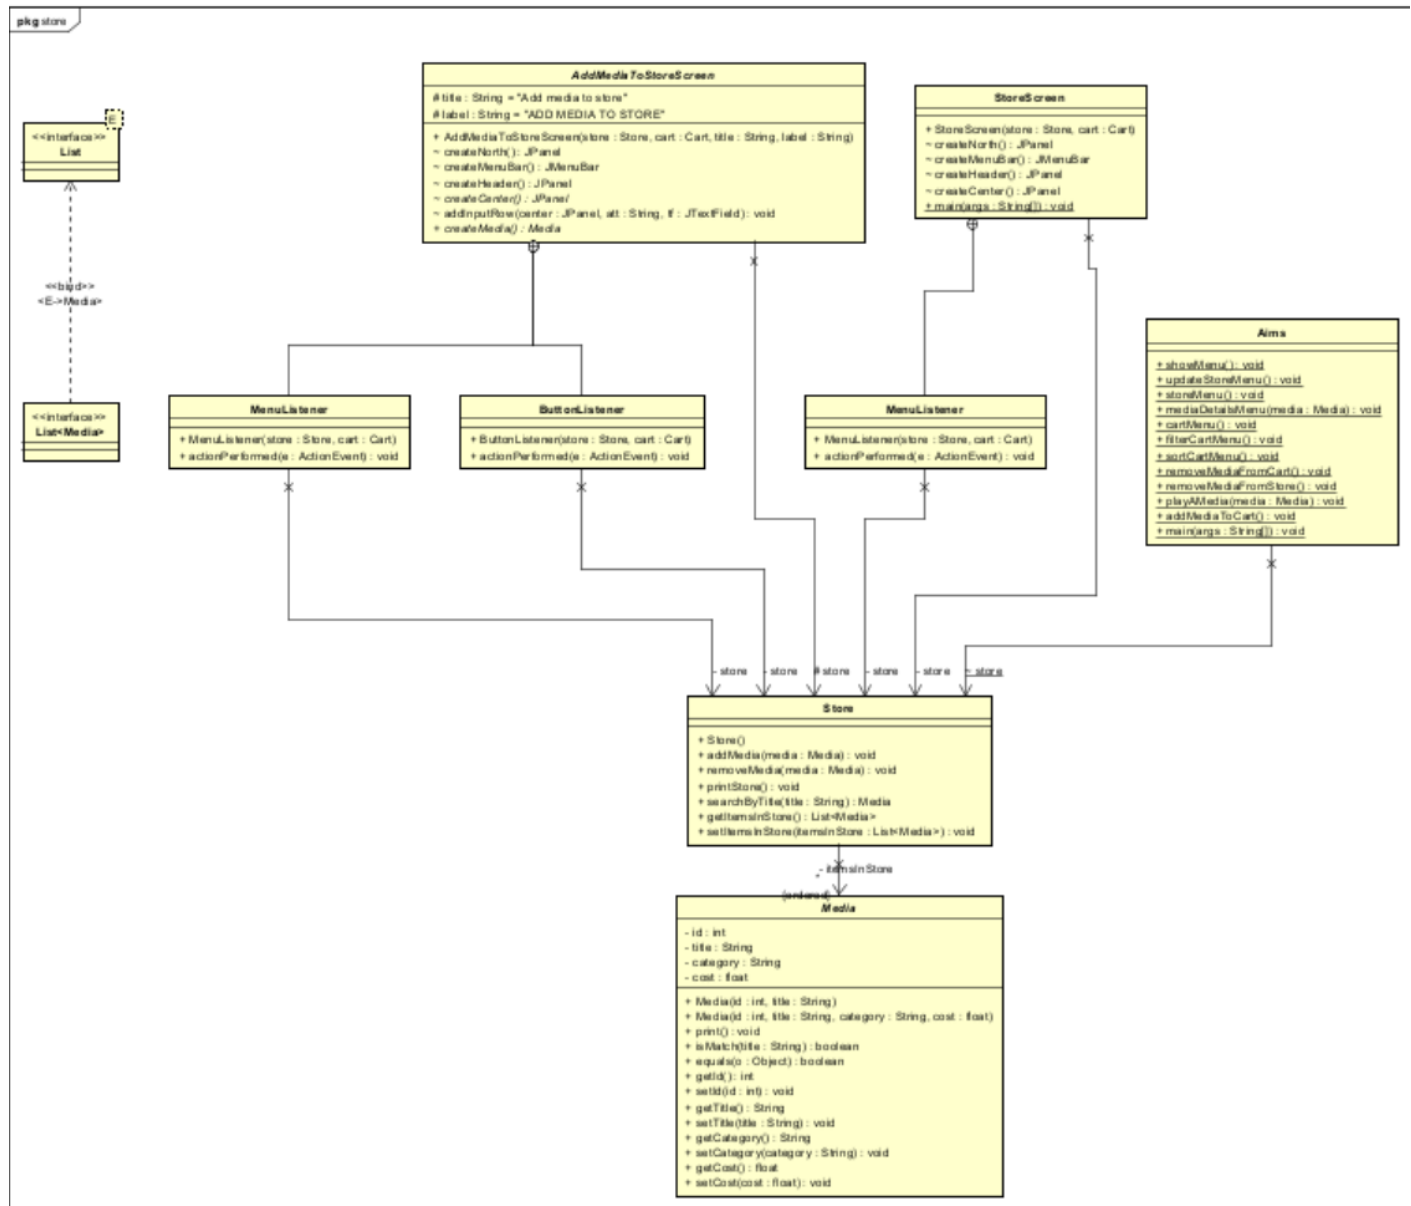 pkg store
AddMediaToStoreScreen
# title : String = "Add media to store"
# label : String = "ADD MEDIA TO STORE"
+ AddMediaToStoreScreen(store : Store, cart : Cart, title : String, label : String)
~ createNorth() : JPanel
~ createMenuBar() : JMenuBar
~ createHeader() : JPanel
~ createCenter() : JPanel
~ addInputRow(center : JPanel, att : String, tf : JTextField) : void
+ createMedia() : Media
StoreScreen
+ StoreScreen(store : Store, cart : Cart)
~ createNorth() : JPanel
~ createMenuBar() : JMenuBar
~ createHeader() : JPanel
~ createCenter() : JPanel
+ main(args : String[]) : void
E
<<interface>>
List
<<bind>>
<E->Media>
<<interface>>
List<Media>
MenuListener
+ MenuListener(store : Store, cart : Cart)
+ actionPerformed(e : ActionEvent) : void
ButtonListener
+ ButtonListener(store : Store, cart : Cart)
+ actionPerformed(e : ActionEvent) : void
MenuListener
+ MenuListener(store : Store, cart : Cart)
+ actionPerformed(e : ActionEvent) : void
Aims
+ showMenu() : void
+ updateStoreMenu() : void
+ storeMenu() : void
+ mediaDetailsMenu(media : Media) : void
+ cartMenu() : void
+ filterCartMenu() : void
+ sortCartMenu() : void
+ removeMediaFromCart() : void
+ removeMediaFromStore() : void
+ playAMedia(media : Media) : void
+ addMediaToCart() : void
+ main(args : String[]) : void
- store
- store
# store
- store
- store
~ store
Store
+ Store()
+ addMedia(media : Media) : void
+ removeMedia(media : Media) : void
+ printStore() : void
+ searchByTitle(title : String) : Media
+ getItemsInStore() : List<Media>
+ setItemsInStore(itemsInStore : List<Media>) : void
- itemsInStore
*
{ordered}
Media
- id : int
- title : String
- category : String
- cost : float
+ Media(id : int, title : String)
+ Media(id : int, title : String, category : String, cost : float)
+ print() : void
+ isMatch(title : String) : boolean
+ equals(o : Object) : boolean
+ getId() : int
+ setId(id : int) : void
+ getTitle() : String
+ setTitle(title : String) : void
+ getCategory() : String
+ setCategory(category : String) : void
+ getCost() : float
+ setCost(cost : float) : void